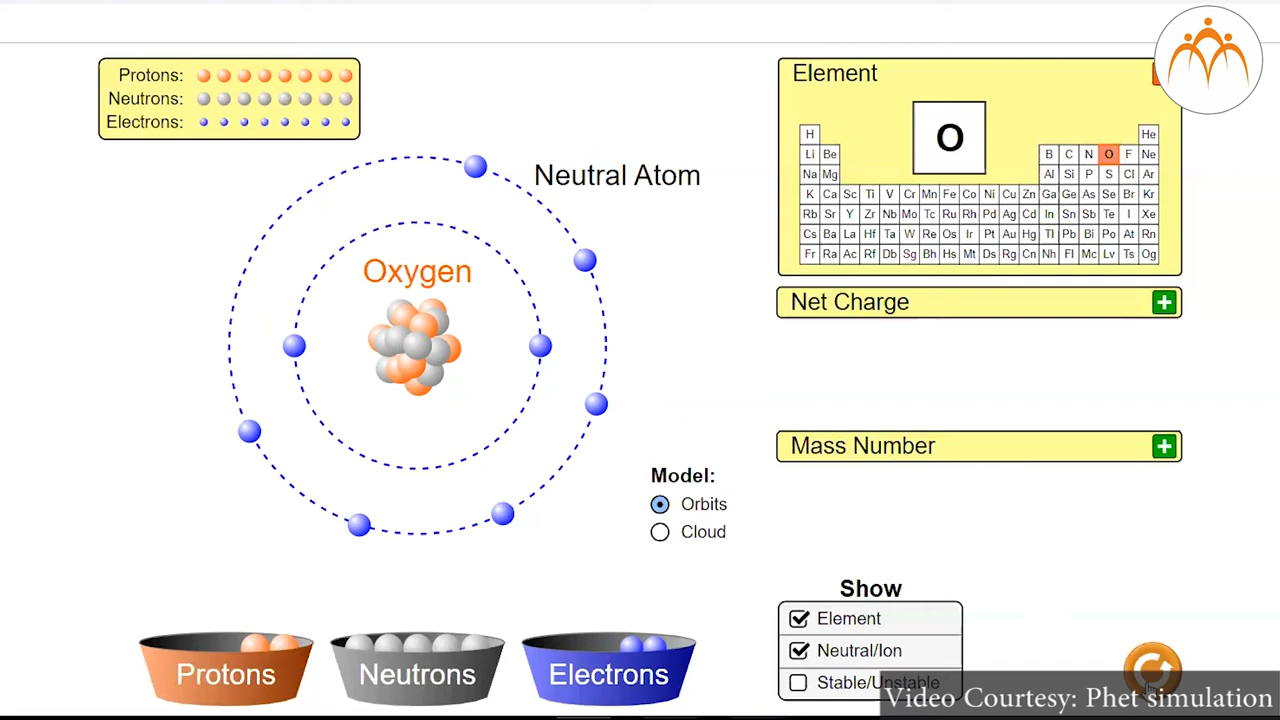 Protons:
Neutrons:
Electrons:
Neutral Atom
Oxygen
Element
O
H He
Li Be B C N O F Ne
Na Mg Al Si P S Cl Ar
K Ca Sc Ti V Cr Mn Fe Co Ni Cu Zn Ga Ge As Se Br Kr
Rb Sr Y Zr Nb Mo Tc Ru Rh Pd Ag Cd In Sn Sb Te I Xe
Cs Ba La Hf Ta W Re Os Ir Pt Au Hg Tl Pb Bi Po At Rn
Fr Ra Ac Rf Db Sg Bh Hs Mt Ds Rg Cn Nh Fl Mc Lv Ts Og
Net Charge
Mass Number
Model:
Orbits
Cloud
Show
Element
Neutral/Ion
Stable/Unstable
Protons
Neutrons
Electrons
Video Courtesy: Phet simulation